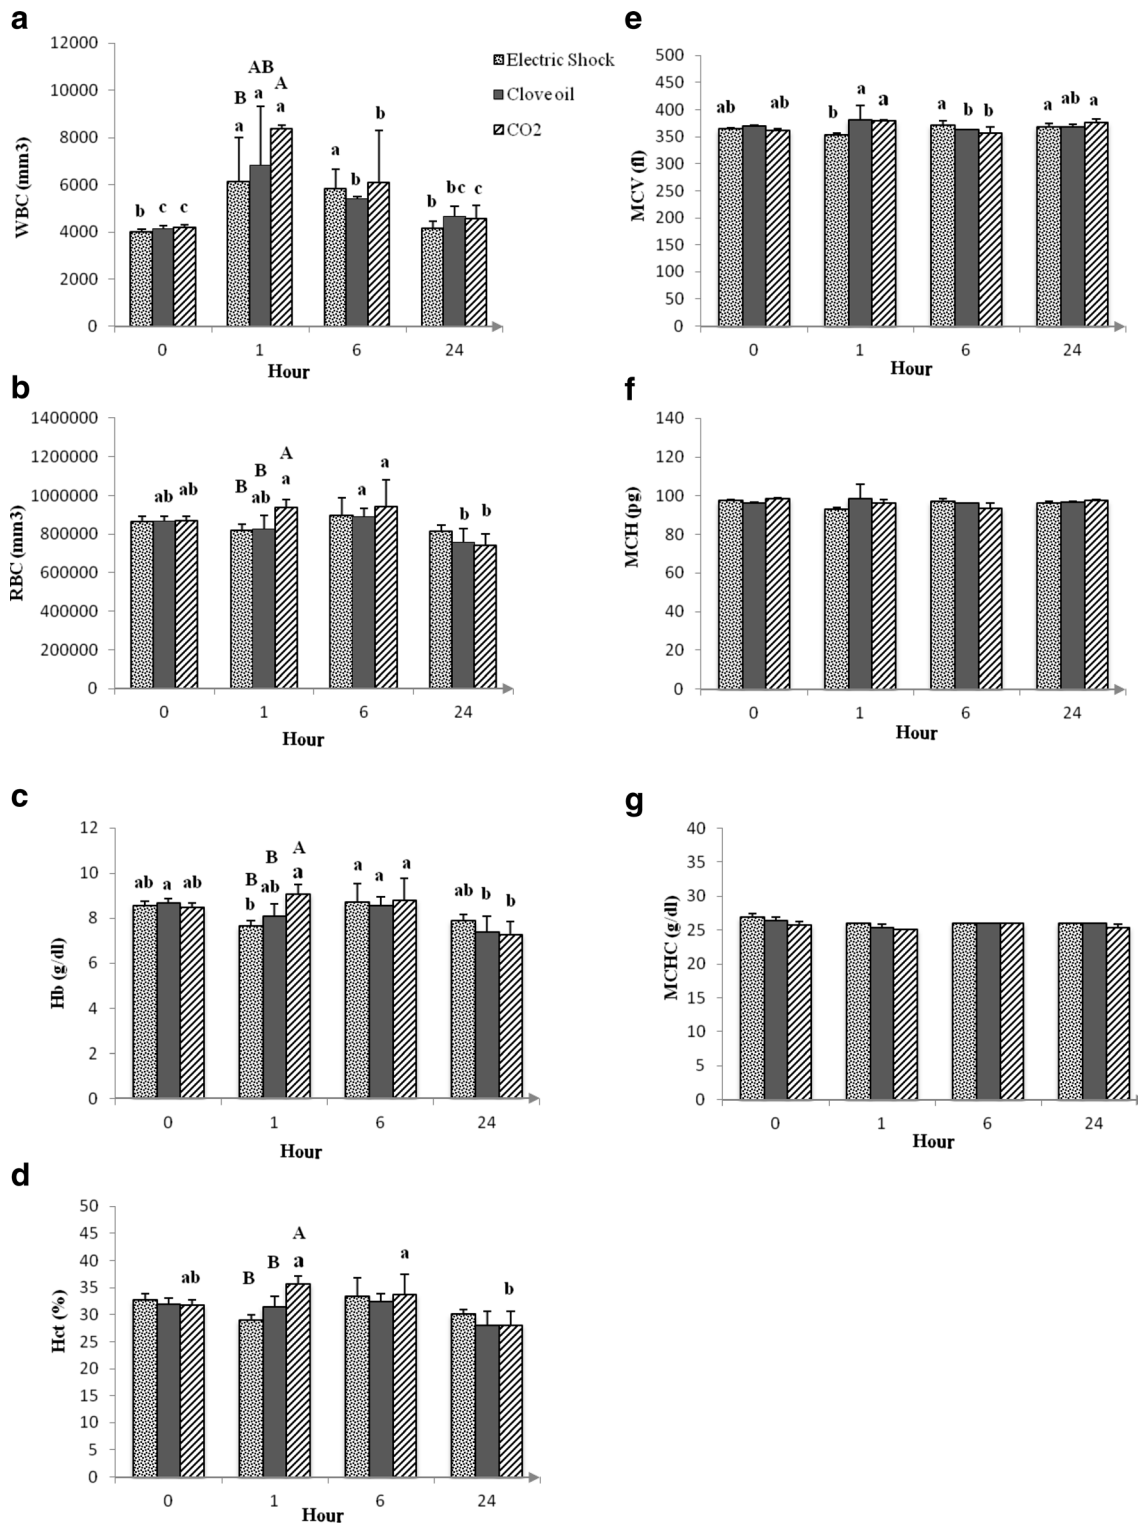 a
12000
10000
8000
6000
4000
2000
0
WBC (mm3)
b c c
B a AB a A a
a b b
b bc c
0 1 6 24
Hour
Electric Shock
Clove oil
CO2
b
1400000
1200000
1000000
800000
600000
400000
200000
0
RBC (mm3)
ab ab
B B ab A a
a a
b b
0 1 6 24
Hour
c
12
10
8
6
4
2
0
Hb (g/dl)
ab a ab
B b B ab A a
a a a
ab b b
0 1 6 24
Hour
d
50
45
40
35
30
25
20
15
10
5
0
Hct (%)
ab
B B A a
a
b
0 1 6 24
Hour
e
500
450
400
350
300
250
200
150
100
50
0
MCV (fl)
ab ab
b a a
a b b
a ab a
0 1 6 24
Hour
f
140
120
100
80
60
40
20
0
MCH (pg)
0 1 6 24
Hour
g
40
35
30
25
20
15
10
5
0
MCHC (g/dl)
0 1 6 24
Hour